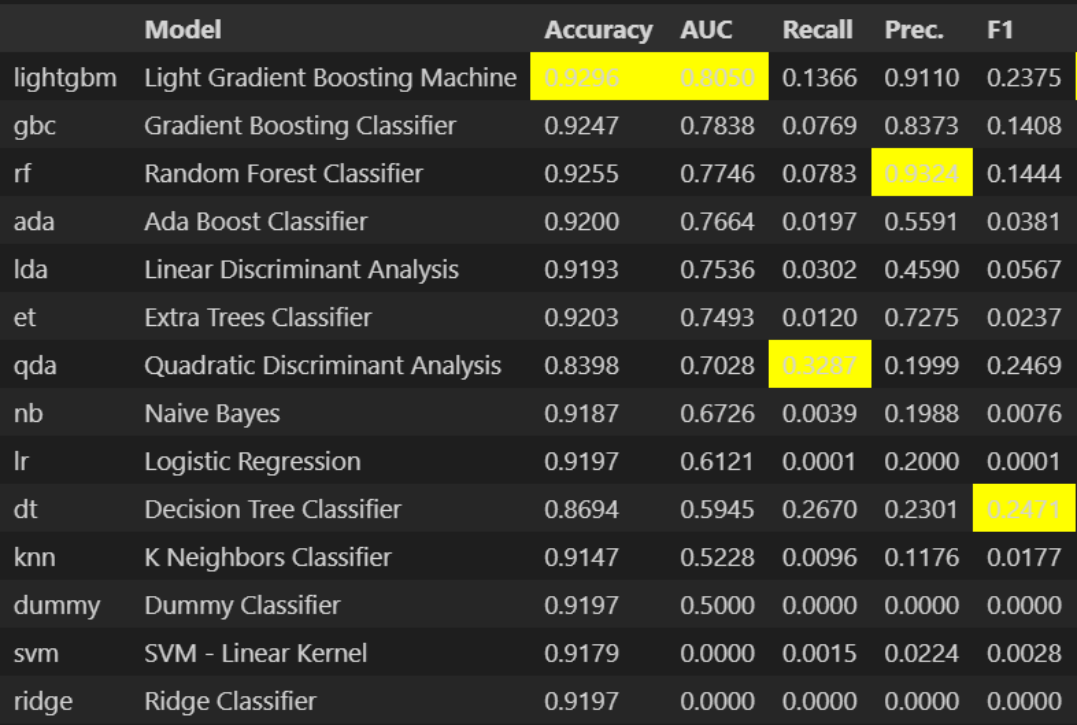 Model Accuracy AUC Recall Prec. F1
lightgbm Light Gradient Boosting Machine 0.9296 0.8050 0.1366 0.9110 0.2375
gbc Gradient Boosting Classifier 0.9247 0.7838 0.0769 0.8373 0.1408
rf Random Forest Classifier 0.9255 0.7746 0.0783 0.9324 0.1444
ada Ada Boost Classifier 0.9200 0.7664 0.0197 0.5591 0.0381
lda Linear Discriminant Analysis 0.9193 0.7536 0.0302 0.4590 0.0567
et Extra Trees Classifier 0.9203 0.7493 0.0120 0.7275 0.0237
qda Quadratic Discriminant Analysis 0.8398 0.7028 0.3287 0.1999 0.2469
nb Naive Bayes 0.9187 0.6726 0.0039 0.1988 0.0076
lr Logistic Regression 0.9197 0.6121 0.0001 0.2000 0.0001
dt Decision Tree Classifier 0.8694 0.5945 0.2670 0.2301 0.2471
knn K Neighbors Classifier 0.9147 0.5228 0.0096 0.1176 0.0177
dummy Dummy Classifier 0.9197 0.5000 0.0000 0.0000 0.0000
svm SVM - Linear Kernel 0.9179 0.0000 0.0015 0.0224 0.0028
ridge Ridge Classifier 0.9197 0.0000 0.0000 0.0000 0.0000